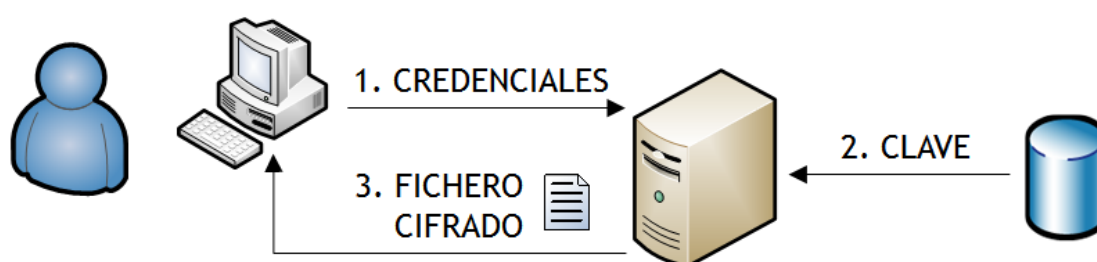 1. CREDENCIALES
2. CLAVE
3. FICHERO
CIFRADO